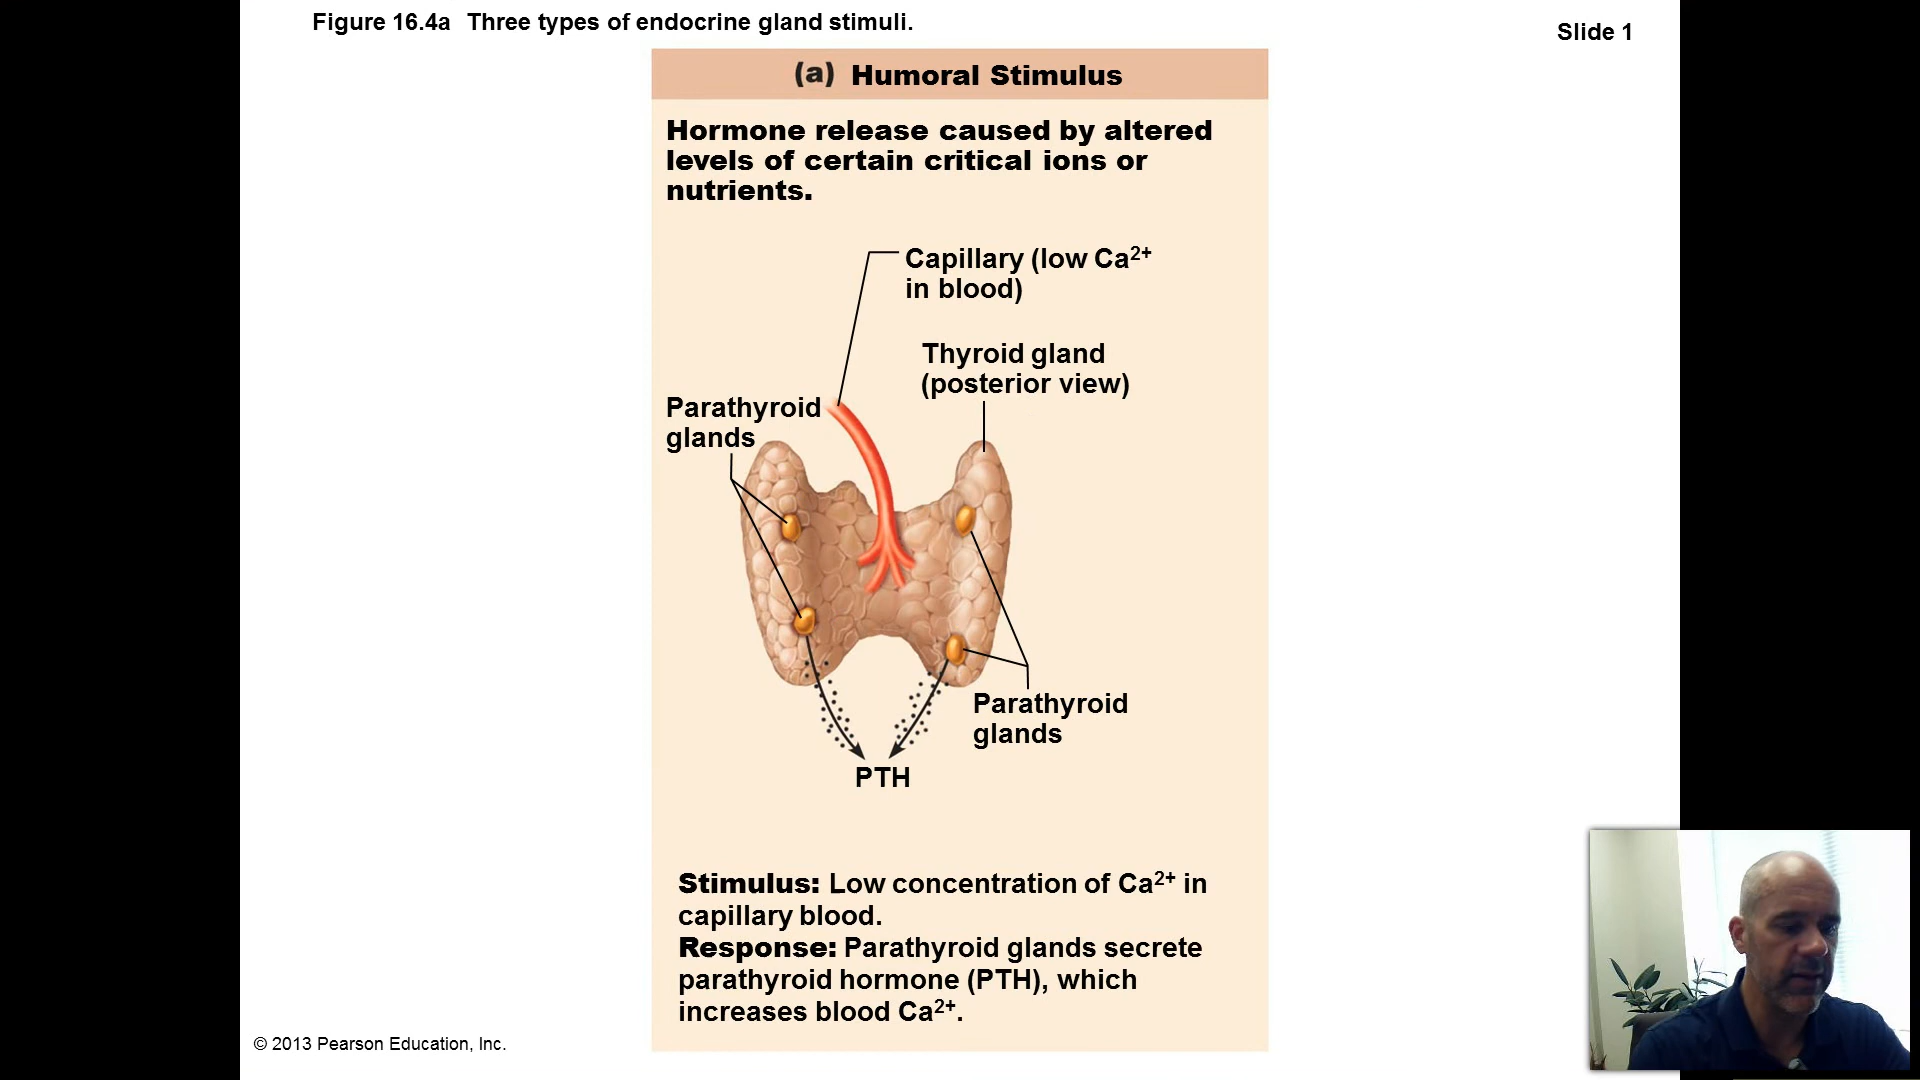 Figure 16.4a Three types of endocrine gland stimuli.
Slide 1
(a) Humoral Stimulus
Hormone release caused by altered
levels of certain critical ions or
nutrients.
Capillary (low Ca²⁺
in blood)
Thyroid gland
(posterior view)
Parathyroid
glands
Parathyroid
glands
PTH
Stimulus: Low concentration of Ca²⁺ in
capillary blood.
Response: Parathyroid glands secrete
parathyroid hormone (PTH), which
increases blood Ca²⁺.
© 2013 Pearson Education, Inc.